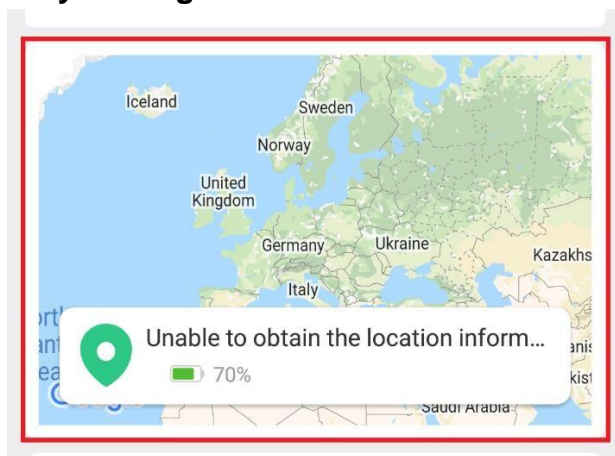 Iceland
Sweden
Norway
United
Kingdom
Germany
Ukraine
Kazakhs
Italy
Unable to obtain the location inform...
70%
Saudi Arabia